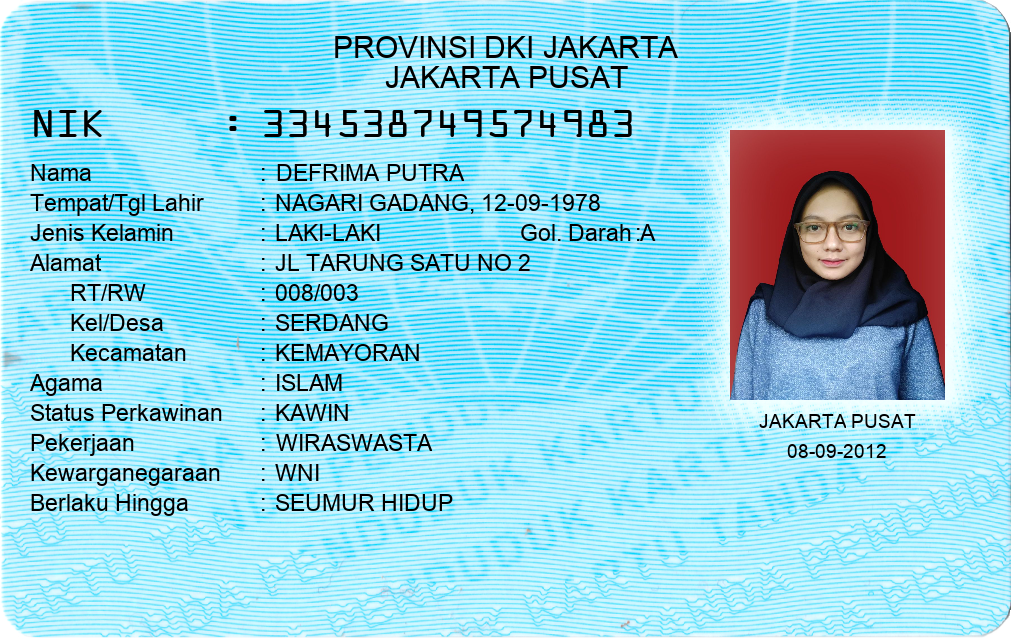 PROVINSI DKI JAKARTA
JAKARTA PUSAT
NIK : 3345387495749​83
Nama : DEFRIMA PUTRA
Tempat/Tgl Lahir : NAGARI GADANG, 12-09-1978
Jenis Kelamin : LAKI-LAKI Gol. Darah :A
Alamat : JL TARUNG SATU NO 2
RT/RW : 008/003
Kel/Desa : SERDANG
Kecamatan : KEMAYORAN
Agama : ISLAM
Status Perkawinan : KAWIN
Pekerjaan : WIRASWASTA
Kewarganegaraan : WNI
Berlaku Hingga : SEUMUR HIDUP
JAKARTA PUSAT
08-09-2012